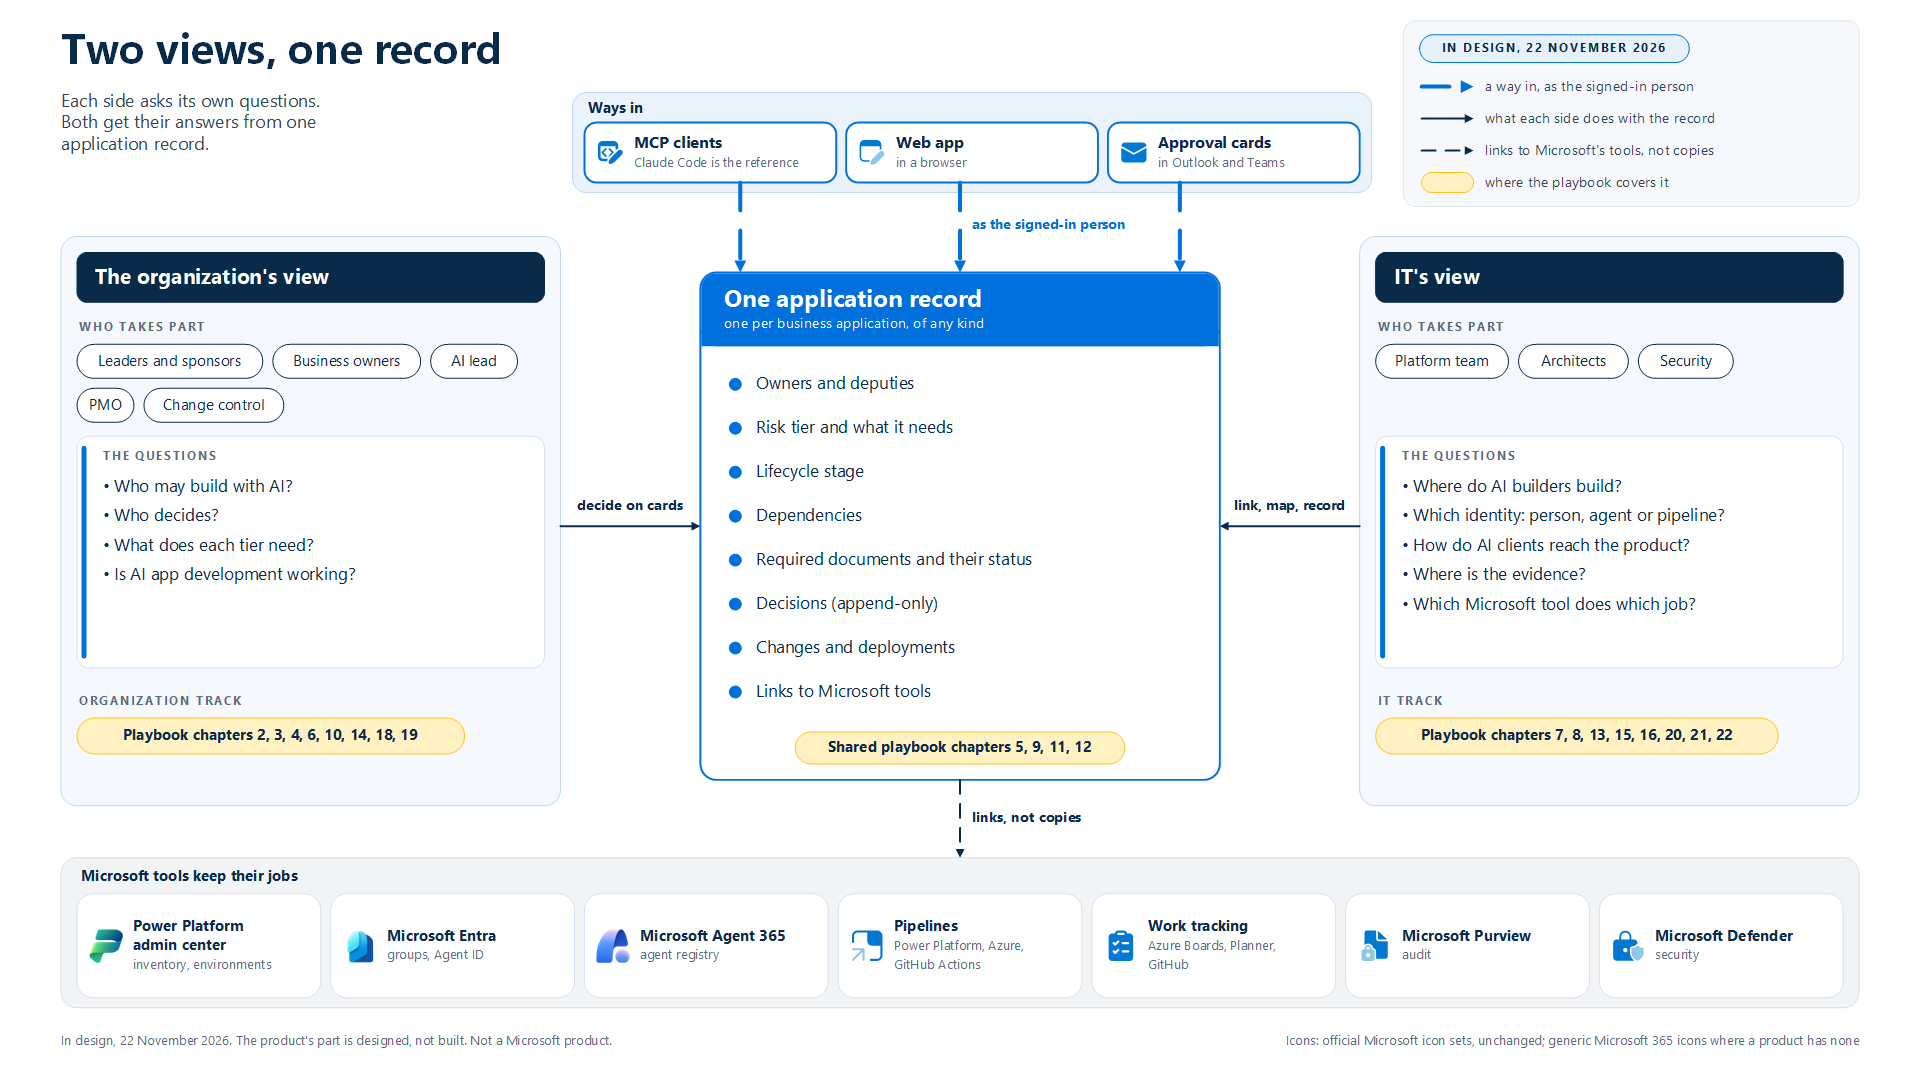 Two views, one record
Each side asks its own questions.
Both get their answers from one
application record.
IN DESIGN, 22 NOVEMBER 2026
a way in, as the signed-in person
what each side does with the record
links to Microsoft's tools, not copies
where the playbook covers it
Ways in
MCP clients
Claude Code is the reference
Web app
in a browser
Approval cards
in Outlook and Teams
as the signed-in person
The organization's view
WHO TAKES PART
Leaders and sponsors
Business owners
AI lead
PMO
Change control
THE QUESTIONS
• Who may build with AI?
• Who decides?
• What does each tier need?
• Is AI app development working?
ORGANIZATION TRACK
Playbook chapters 2, 3, 4, 6, 10, 14, 18, 19
decide on cards
One application record
one per business application, of any kind
Owners and deputies
Risk tier and what it needs
Lifecycle stage
Dependencies
Required documents and their status
Decisions (append-only)
Changes and deployments
Links to Microsoft tools
Shared playbook chapters 5, 9, 11, 12
link, map, record
IT's view
WHO TAKES PART
Platform team
Architects
Security
THE QUESTIONS
• Where do AI builders build?
• Which identity: person, agent or pipeline?
• How do AI clients reach the product?
• Where is the evidence?
• Which Microsoft tool does which job?
IT TRACK
Playbook chapters 7, 8, 13, 15, 16, 20, 21, 22
links, not copies
Microsoft tools keep their jobs
Power Platform
admin center
inventory, environments
Microsoft Entra
groups, Agent ID
Microsoft Agent 365
agent registry
Pipelines
Power Platform, Azure,
GitHub Actions
Work tracking
Azure Boards, Planner,
GitHub
Microsoft Purview
audit
Microsoft Defender
security
In design, 22 November 2026. The product's part is designed, not built. Not a Microsoft product.
Icons: official Microsoft icon sets, unchanged; generic Microsoft 365 icons where a product has none